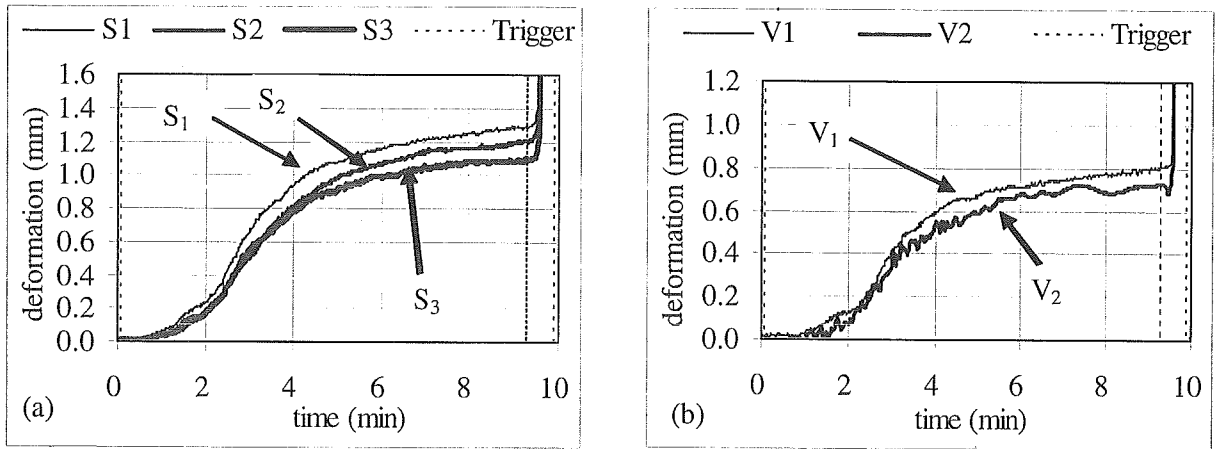 S1 S2 S3 Trigger
1.6
1.4
1.2
1.0
0.8
0.6
0.4
0.2
0.0
deformation (mm)
S1
S2
S3
0 2 4 6 8 10
time (min)
(a)
V1 V2 Trigger
1.2
1.0
0.8
0.6
0.4
0.2
0.0
deformation (mm)
V1
V2
0 2 4 6 8 10
time (min)
(b)